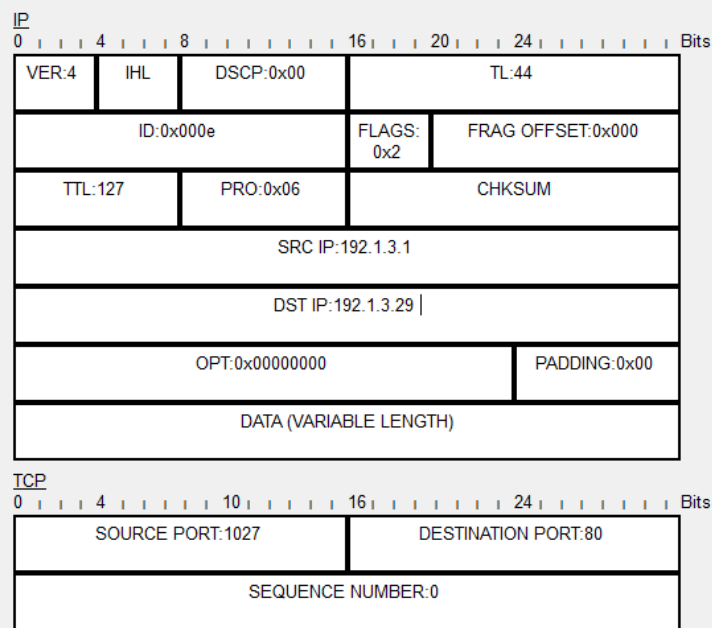 IP
0 4 8 16 20 24 Bits
VER:4 IHL DSCP:0x00 TL:44
ID:0x000e FLAGS: 0x2 FRAG OFFSET:0x000
TTL:127 PRO:0x06 CHKSUM
SRC IP:192.1.3.1
DST IP:192.1.3.29
OPT:0x00000000 PADDING:0x00
DATA (VARIABLE LENGTH)
TCP
0 4 10 16 24 Bits
SOURCE PORT:1027 DESTINATION PORT:80
SEQUENCE NUMBER:0